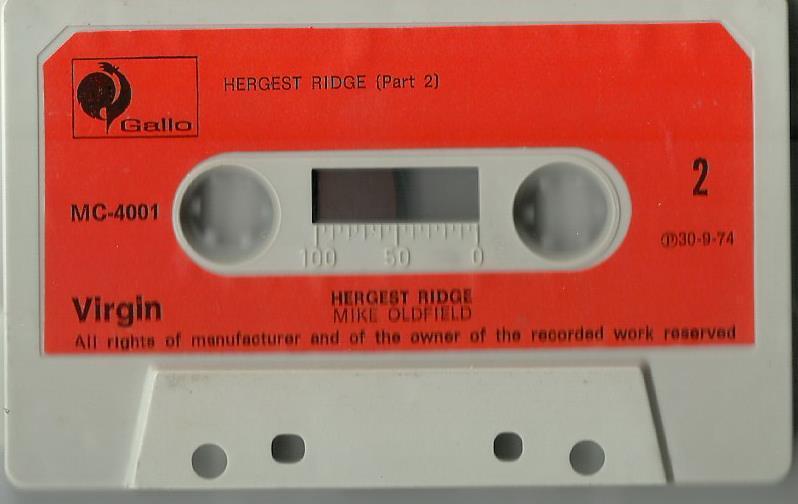 HERGEST RIDGE (Part 2)
Gallo
MC-4001
2
℗30-9-74
100 50 0
HERGEST RIDGE
MIKE OLDFIELD
Virgin
All rights of manufacturer and of the owner of the recorded work reserved